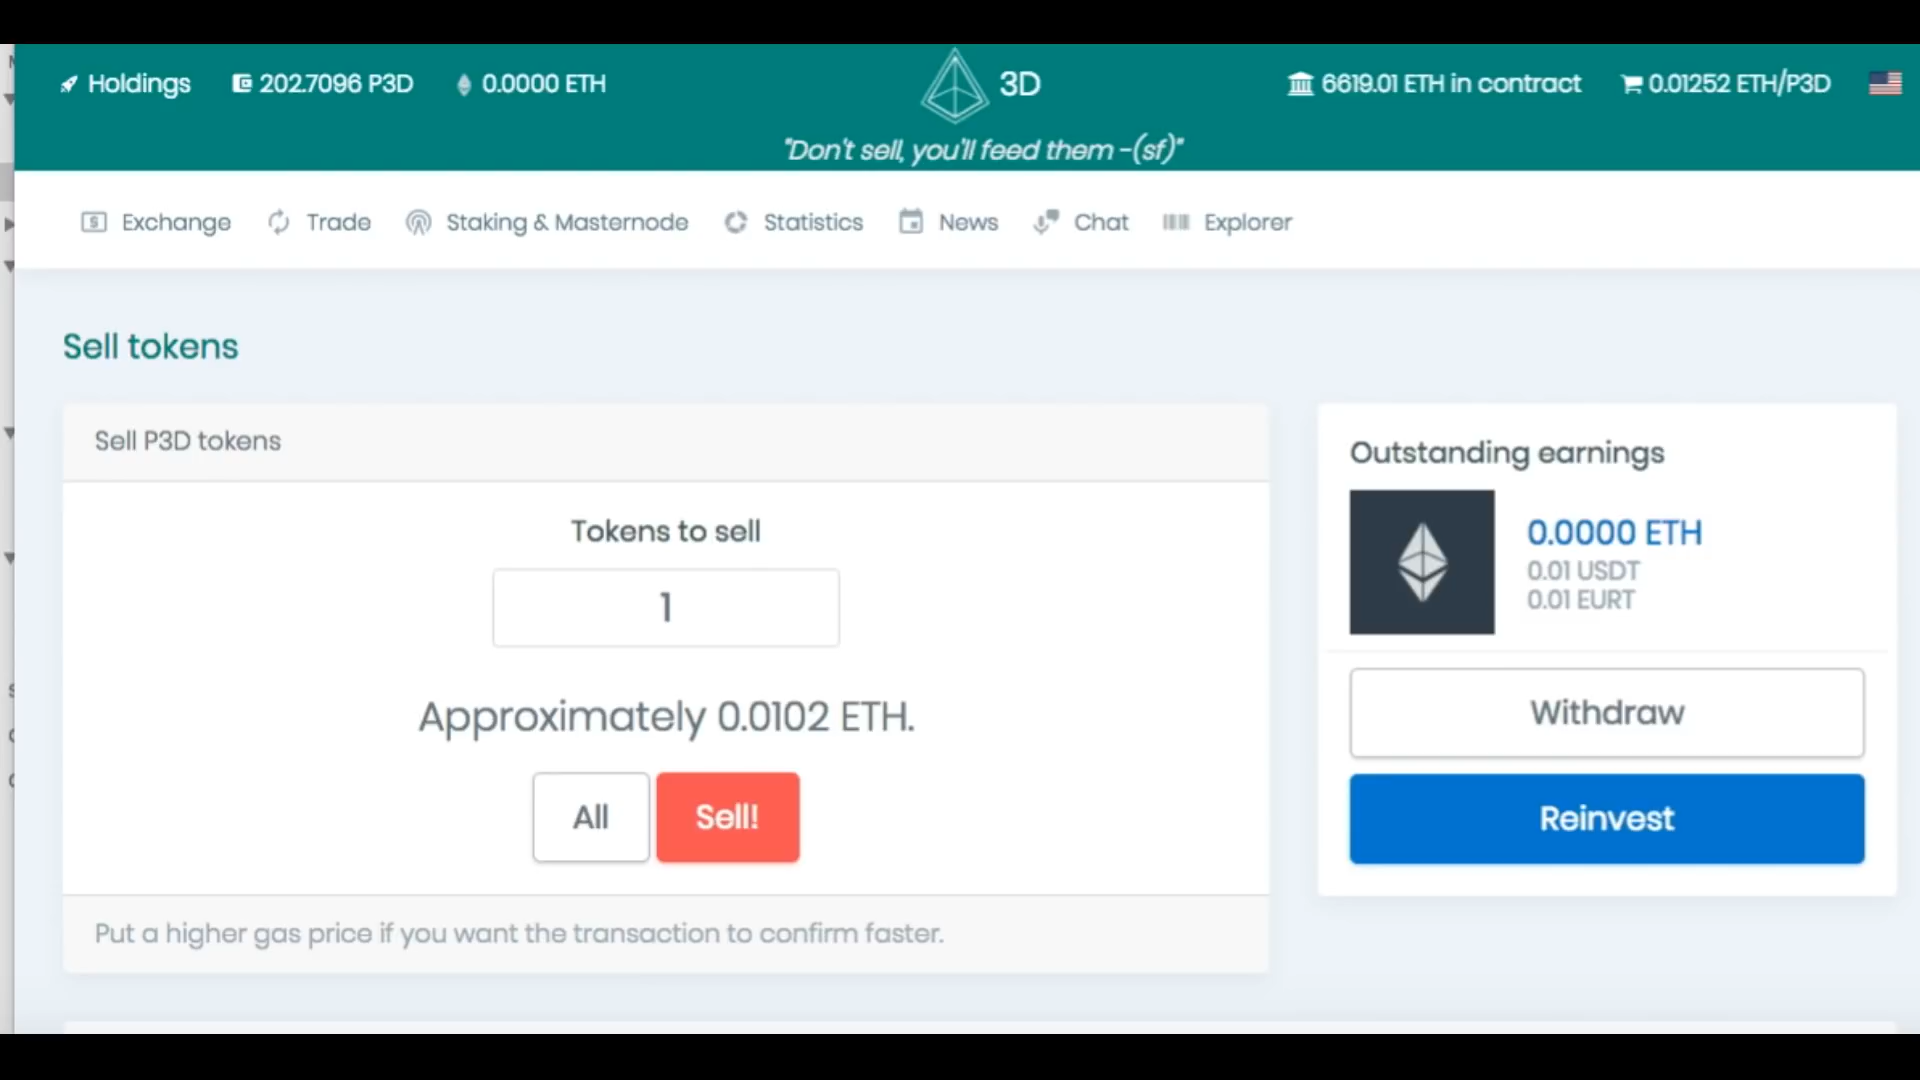 Holdings 202.7096 P3D 0.0000 ETH 3D 6619.01 ETH in contract 0.01252 ETH/P3D
"Don't sell, you'll feed them -(sf)"
Exchange Trade Staking & Masternode Statistics News Chat Explorer
Sell tokens
Sell P3D tokens
Tokens to sell
1
Approximately 0.0102 ETH.
All Sell!
Put a higher gas price if you want the transaction to confirm faster.
Outstanding earnings
0.0000 ETH
0.01 USDT
0.01 EURT
Withdraw
Reinvest